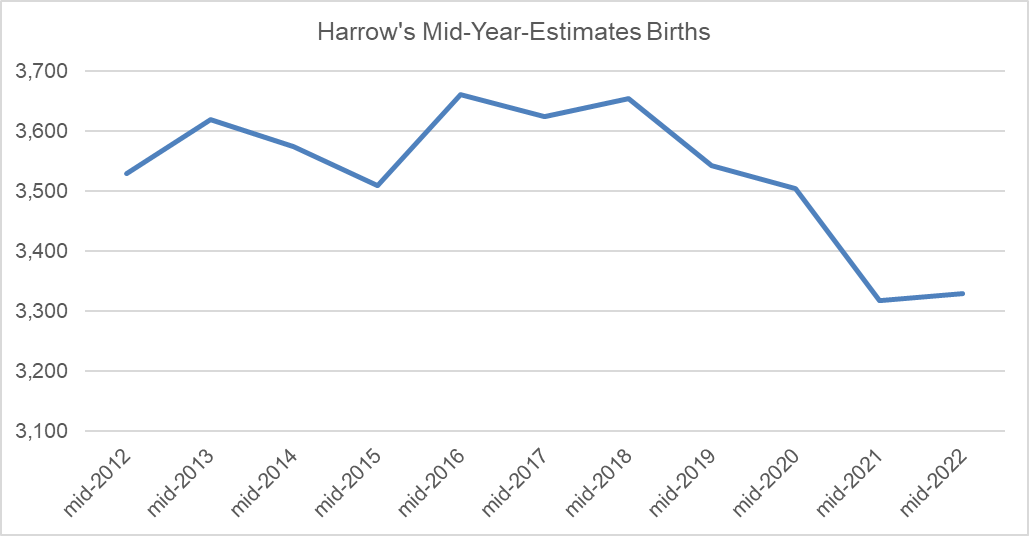 Harrow's Mid-Year-Estimates Births
3,700
3,600
3,500
3,400
3,300
3,200
3,100
mid-2012
mid-2013
mid-2014
mid-2015
mid-2016
mid-2017
mid-2018
mid-2019
mid-2020
mid-2021
mid-2022